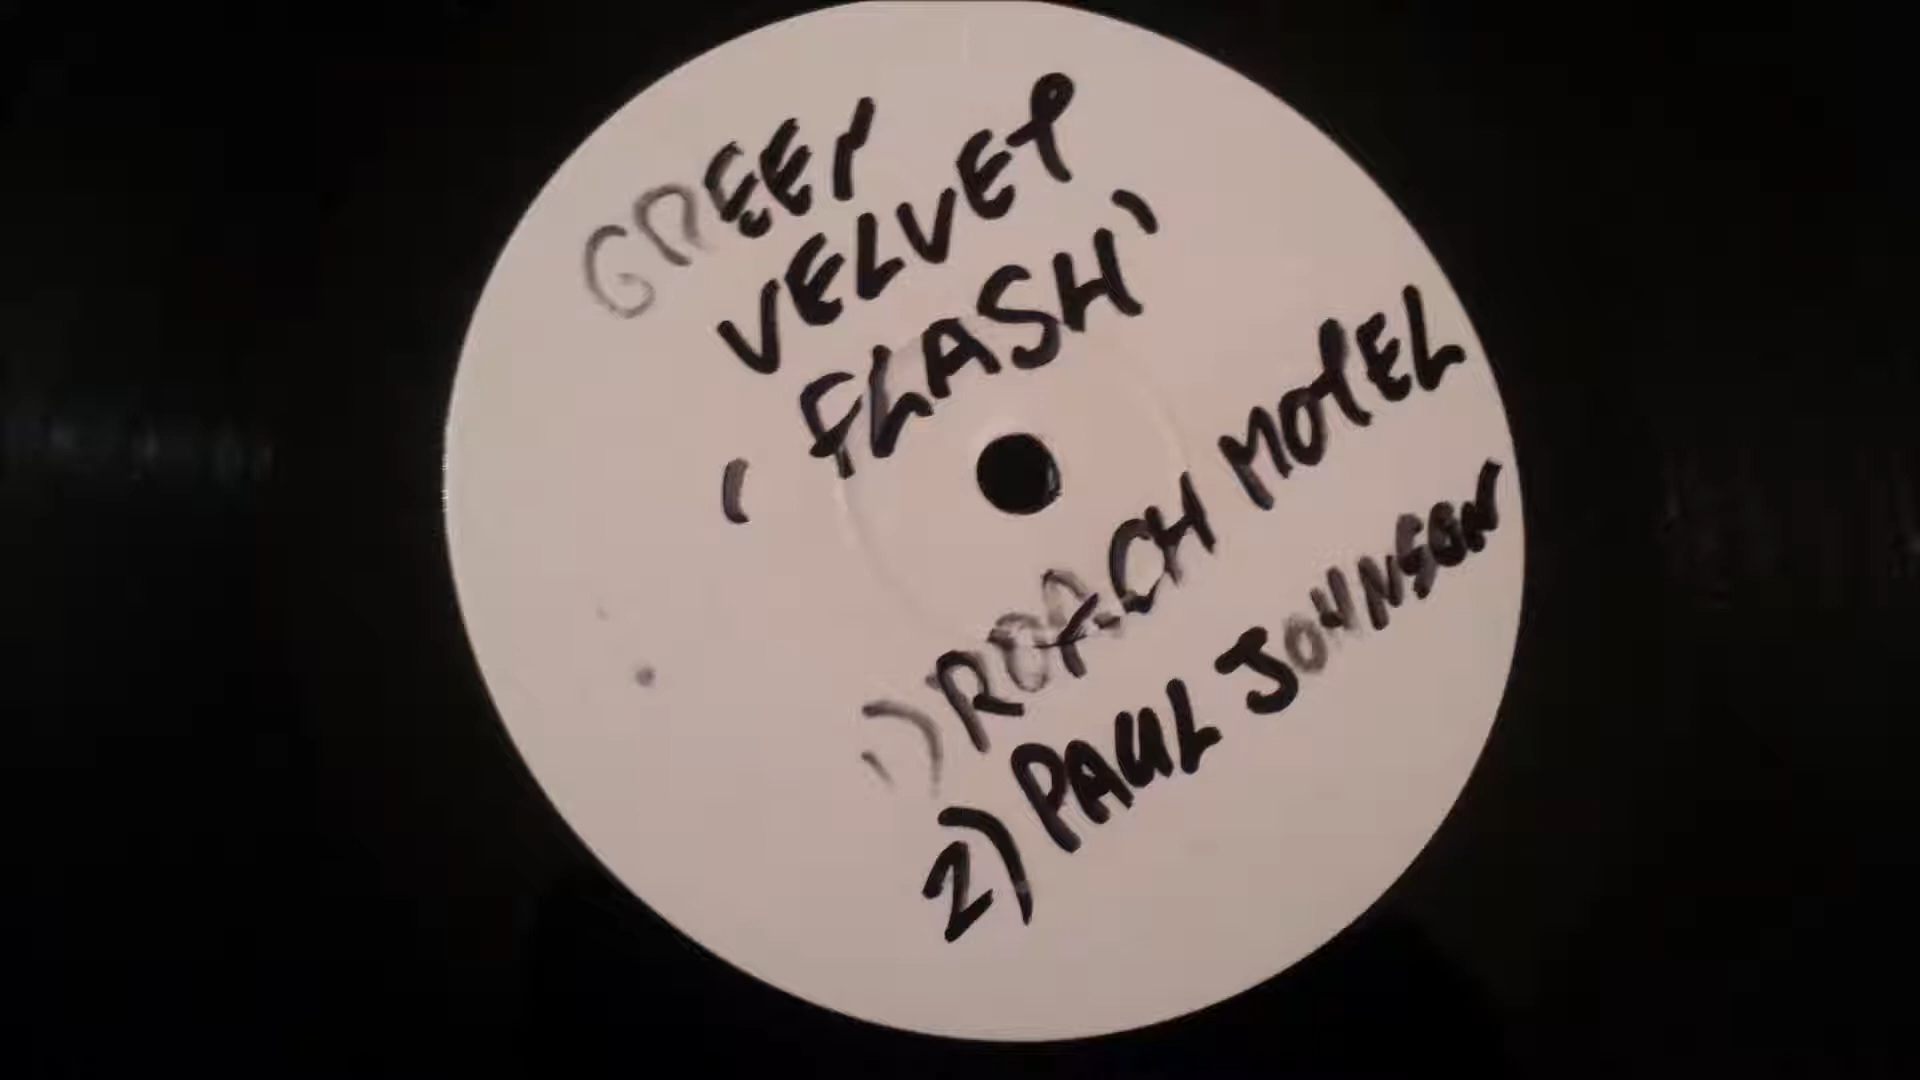 GREEN
VELVET
'FLASH'
1) ROACH MOTEL
2) PAUL JOHNSON